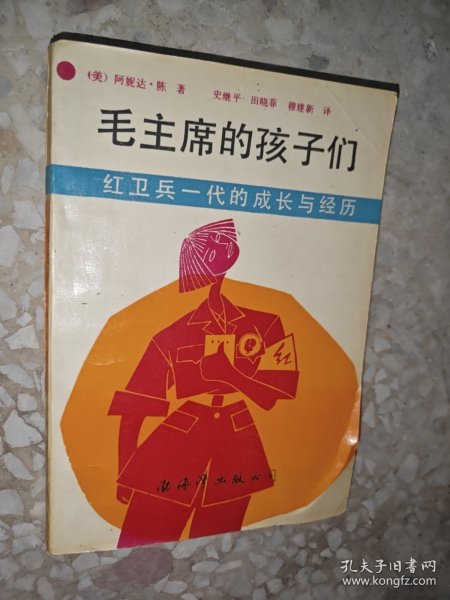 (美) 阿妮达·陈 著 史继平 田晓菲 穆建新 译
毛主席的孩子们
红卫兵一代的成长与经历
红
渤海湾出版公司
孔夫子旧书网
www.kongfz.com